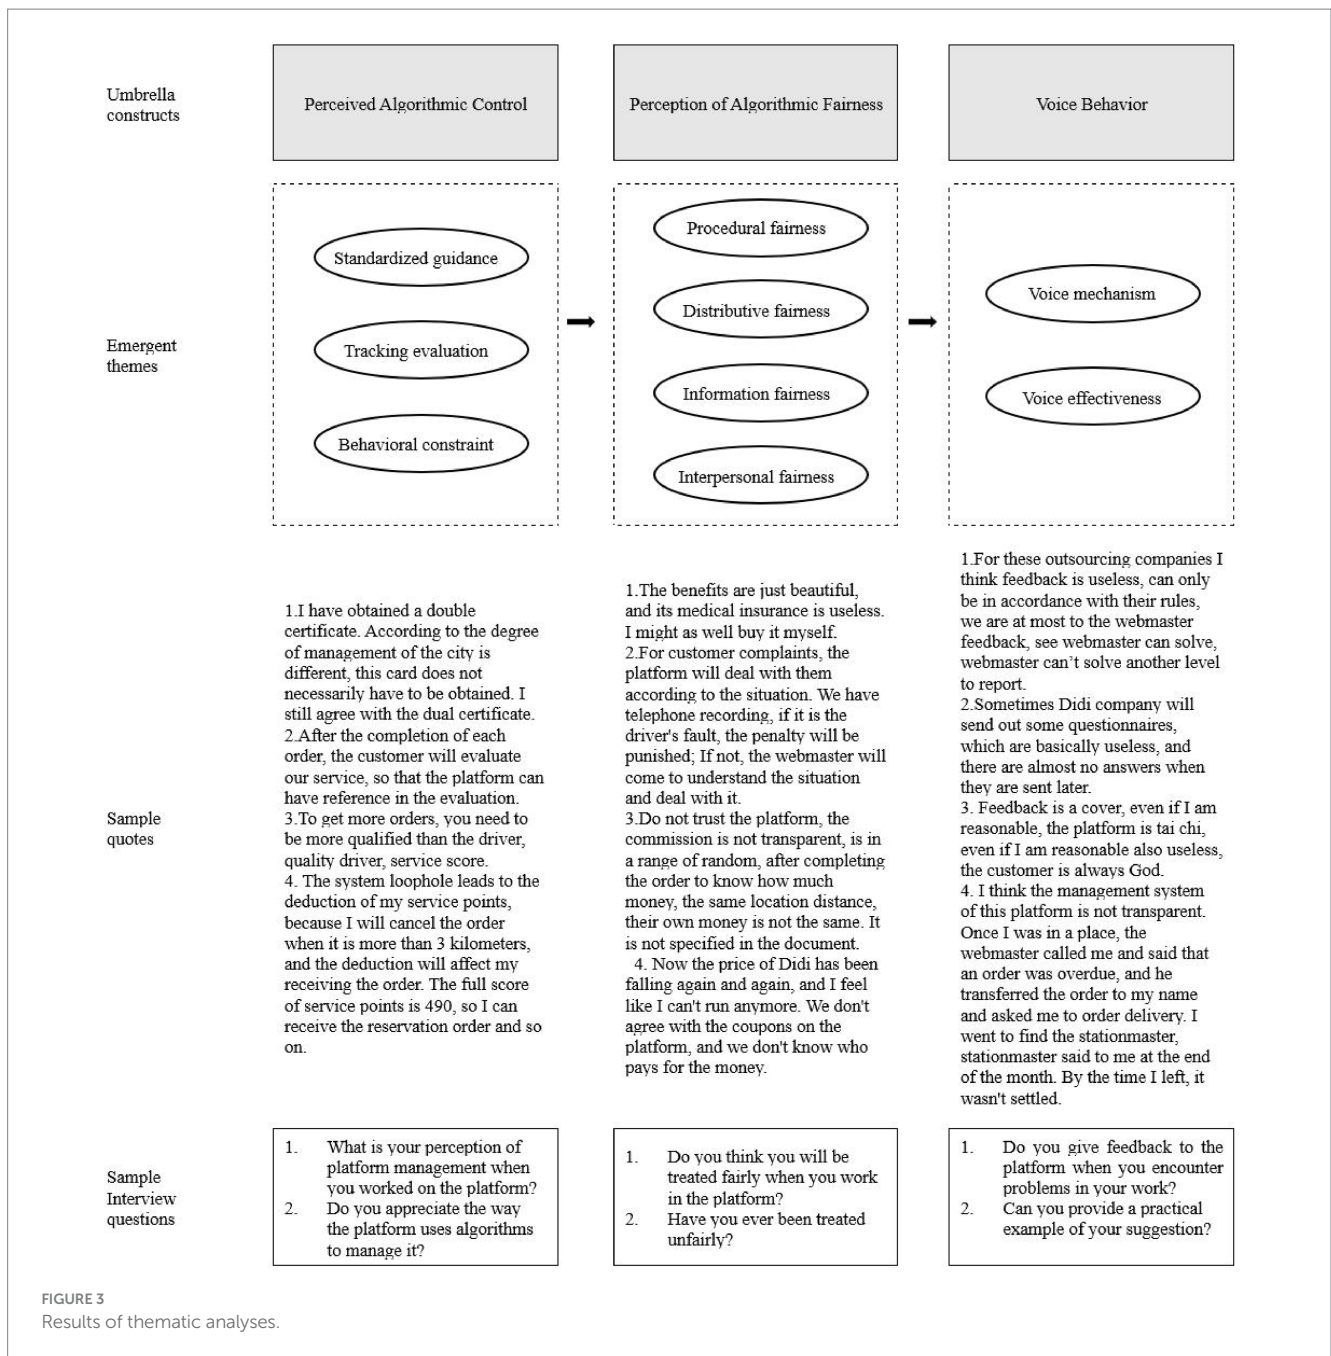 Umbrella
constructs
Perceived Algorithmic Control
Perception of Algorithmic Fairness
Voice Behavior
Emergent
themes
Standardized guidance
Tracking evaluation
Behavioral constraint
Procedural fairness
Distributive fairness
Information fairness
Interpersonal fairness
Voice mechanism
Voice effectiveness
Sample
quotes
1.I have obtained a double
certificate. According to the degree
of management of the city is
different, this card does not
necessarily have to be obtained. I
still agree with the dual certificate.
2.After the completion of each
order, the customer will evaluate
our service, so that the platform can
have reference in the evaluation.
3.To get more orders, you need to
be more qualified than the driver,
quality driver, service score.
4. The system loophole leads to the
deduction of my service points,
because I will cancel the order
when it is more than 3 kilometers,
and the deduction will affect my
receiving the order. The full score
of service points is 490, so I can
receive the reservation order and so
on.
1.The benefits are just beautiful,
and its medical insurance is useless.
I might as well buy it myself.
2.For customer complaints, the
platform will deal with them
according to the situation. We have
telephone recording, if it is the
driver's fault, the penalty will be
punished; If not, the webmaster will
come to understand the situation
and deal with it.
3.Do not trust the platform, the
commission is not transparent, is in
a range of random, after completing
the order to know how much
money, the same location distance,
their own money is not the same. It
is not specified in the document.
4. Now the price of Didi has been
falling again and again, and I feel
like I can't run anymore. We don't
agree with the coupons on the
platform, and we don't know who
pays for the money.
1.For these outsourcing companies I
think feedback is useless, can only
be in accordance with their rules,
we are at most to the webmaster
feedback, see webmaster can solve,
webmaster can’t solve another level
to report.
2.Sometimes Didi company will
send out some questionnaires,
which are basically useless, and
there are almost no answers when
they are sent later.
3. Feedback is a cover, even if I am
reasonable, the platform is tai chi,
even if I am reasonable also useless,
the customer is always God.
4. I think the management system
of this platform is not transparent.
Once I was in a place, the
webmaster called me and said that
an order was overdue, and he
transferred the order to my name
and asked me to order delivery. I
went to find the stationmaster,
stationmaster said to me at the end
of the month. By the time I left, it
wasn't settled.
Sample
Interview
questions
1. What is your perception of
platform management when
you worked on the platform?
2. Do you appreciate the way
the platform uses algorithms
to manage it?
1. Do you think you will be
treated fairly when you work
in the platform?
2. Have you ever been treated
unfairly?
1. Do you give feedback to the
platform when you encounter
problems in your work?
2. Can you provide a practical
example of your suggestion?
FIGURE 3
Results of thematic analyses.